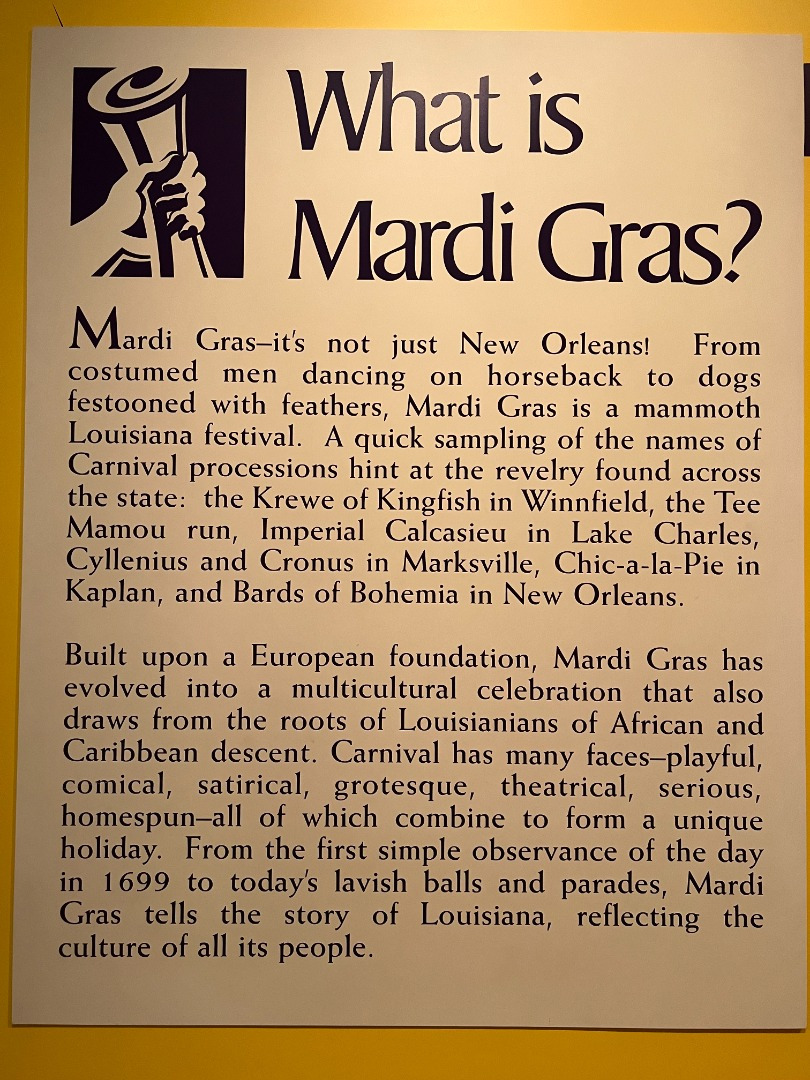 What is
Mardi Gras?
Mardi Gras–it's not just New Orleans! From
costumed men dancing on horseback to dogs
festooned with feathers, Mardi Gras is a mammoth
Louisiana festival. A quick sampling of the names of
Carnival processions hint at the revelry found across
the state: the Krewe of Kingfish in Winnfield, the Tee
Mamou run, Imperial Calcasieu in Lake Charles,
Cyllenius and Cronus in Marksville, Chic-a-la-Pie in
Kaplan, and Bards of Bohemia in New Orleans.
Built upon a European foundation, Mardi Gras has
evolved into a multicultural celebration that also
draws from the roots of Louisianians of African and
Caribbean descent. Carnival has many faces–playful,
comical, satirical, grotesque, theatrical, serious,
homespun–all of which combine to form a unique
holiday. From the first simple observance of the day
in 1699 to today's lavish balls and parades, Mardi
Gras tells the story of Louisiana, reflecting the
culture of all its people.